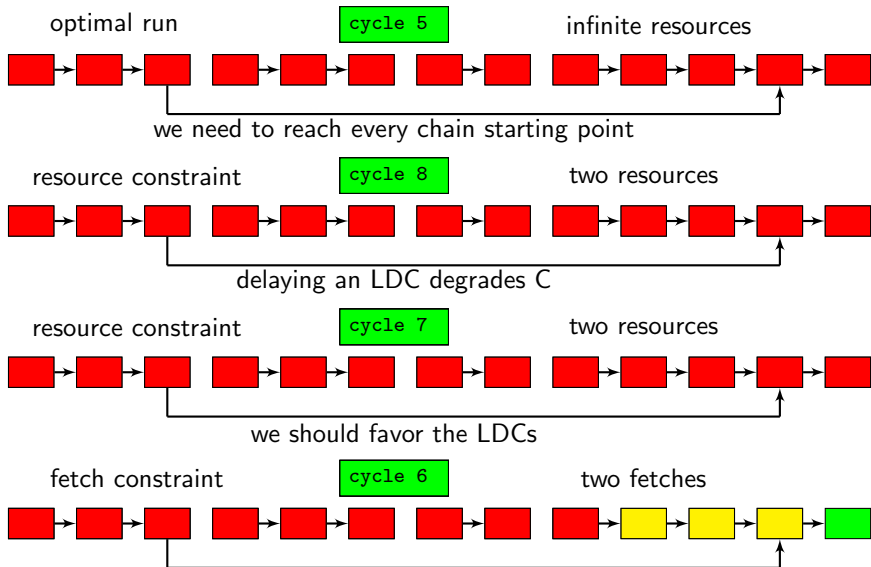 optimal run cycle 5 infinite resources
we need to reach every chain starting point
resource constraint cycle 8 two resources
delaying an LDC degrades C
resource constraint cycle 7 two resources
we should favor the LDCs
fetch constraint cycle 6 two fetches